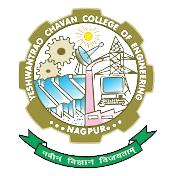 YESHWANTRAO CHAVAN COLLEGE OF ENGINEERING
NAGPUR
नवीनं विज्ञानं विजयताम्